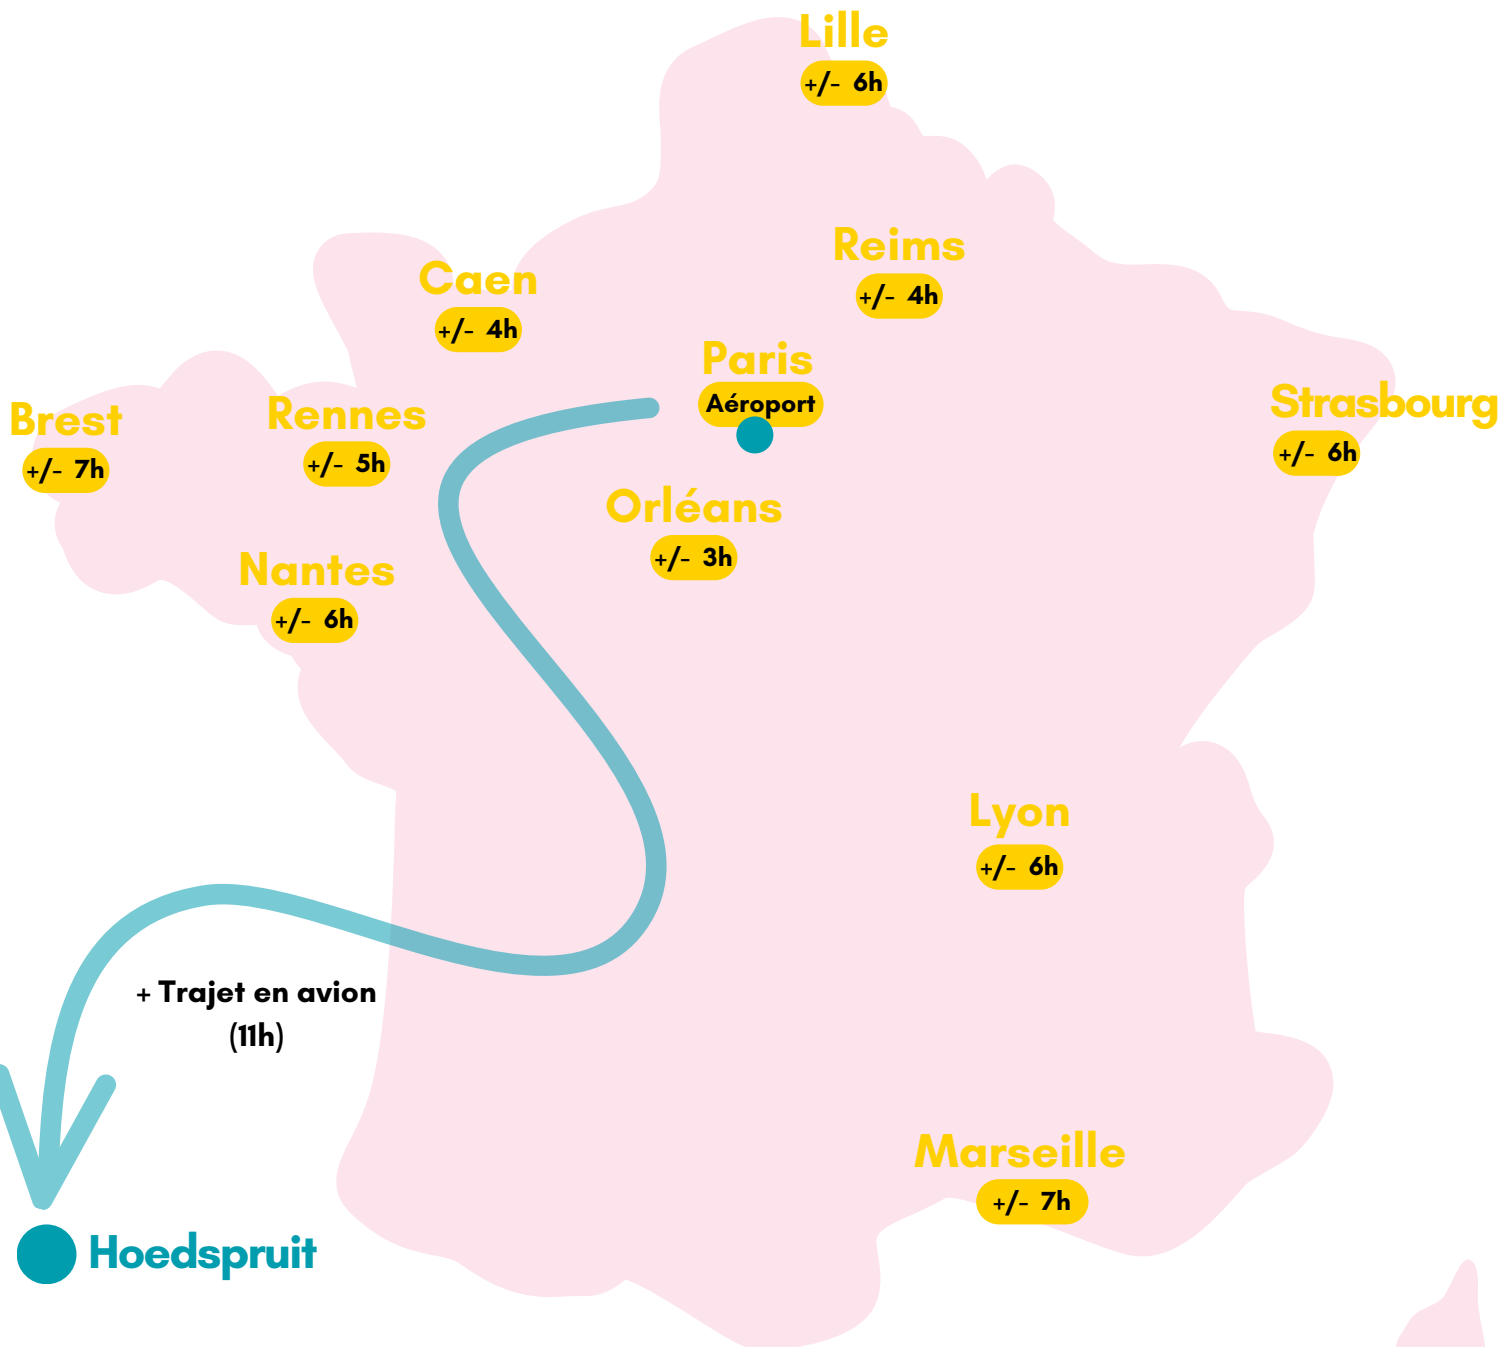 Lille
+/- 6h
Reims
+/- 4h
Caen
+/- 4h
Paris
Aéroport
Strasbourg
+/- 6h
Brest
+/- 7h
Rennes
+/- 5h
Orléans
+/- 3h
Nantes
+/- 6h
Lyon
+/- 6h
+ Trajet en avion
(11h)
Marseille
+/- 7h
Hoedspruit